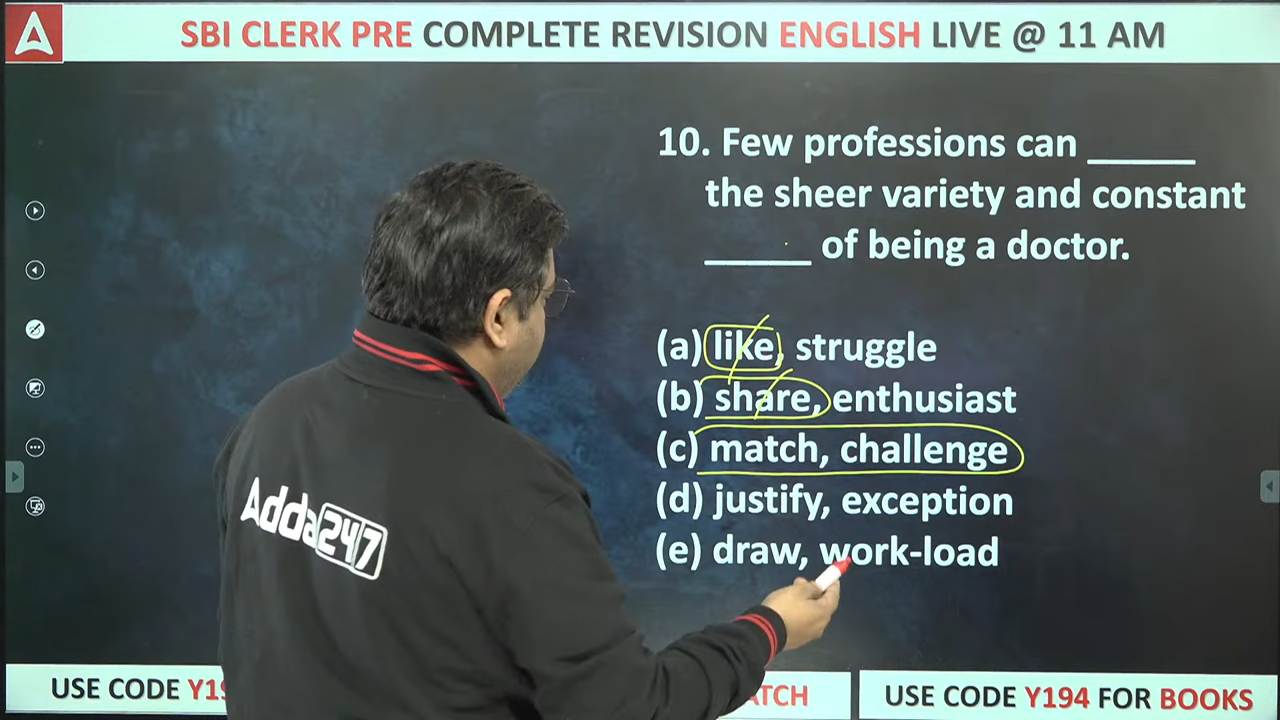 SBI CLERK PRE COMPLETE REVISION ENGLISH LIVE @ 11 AM
10. Few professions can ______
the sheer variety and constant
______ of being a doctor.
(a) like, struggle
(b) share, enthusiast
(c) match, challenge
(d) justify, exception
(e) draw, work-load
Adda247
USE CODE
USE CODE Y194 FOR BOOKS